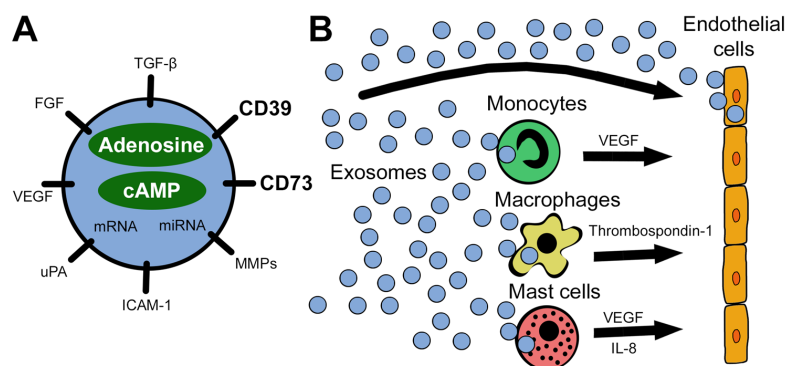 A
TGF-β
FGF
CD39
Adenosine
cAMP
CD73
VEGF
mRNA
miRNA
uPA
MMPs
ICAM-1
B
Endothelial
cells
Monocytes
VEGF
Exosomes
Macrophages
Thrombospondin-1
Mast cells
VEGF
IL-8